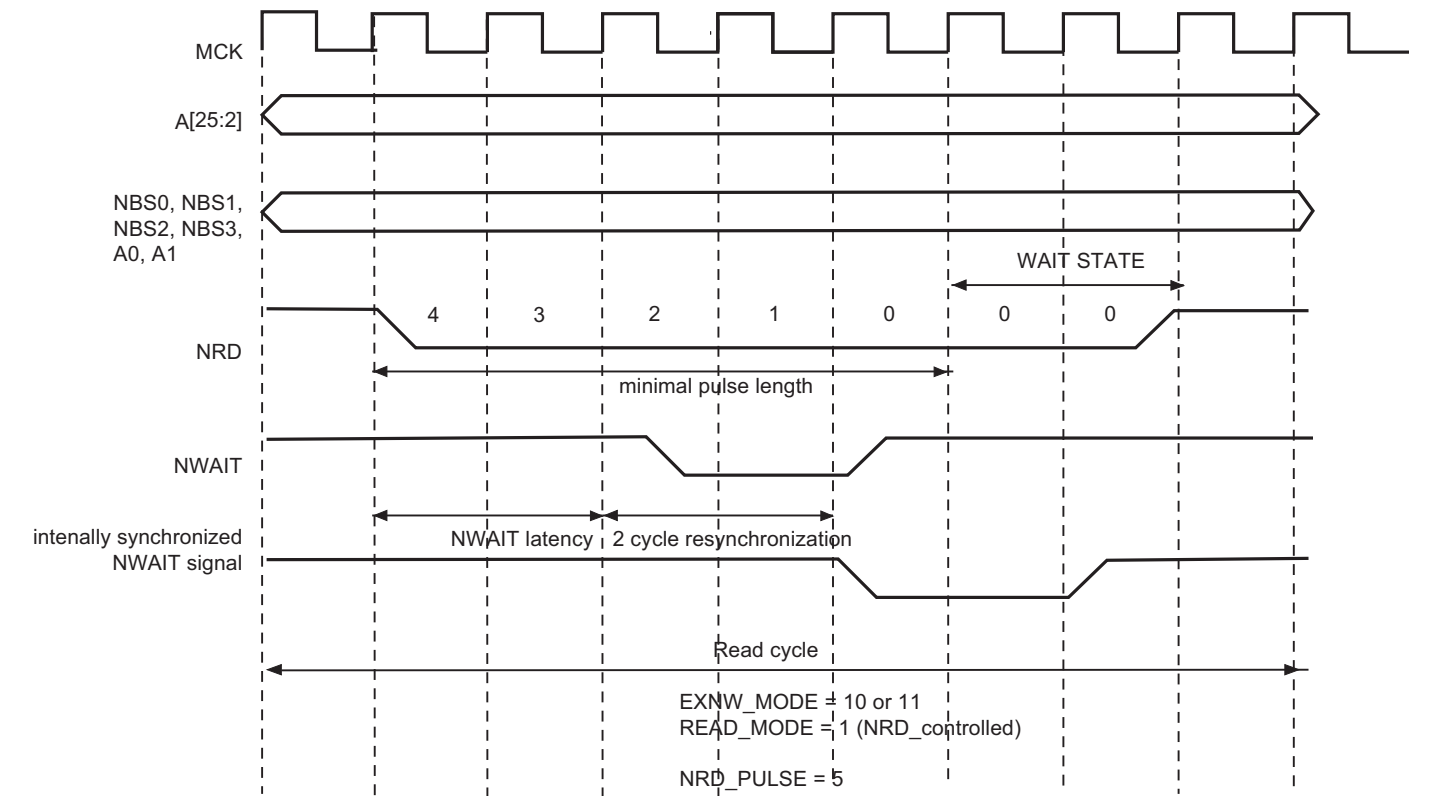 MCK
A[25:2]
NBS0, NBS1,
NBS2, NBS3,
A0, A1
WAIT STATE
4 3 2 1 0 0 0
NRD
minimal pulse length
NWAIT
NWAIT latency 2 cycle resynchronization
intenally synchronized
NWAIT signal
Read cycle
EXNW_MODE = 10 or 11
READ_MODE = 1 (NRD_controlled)
NRD_PULSE = 5